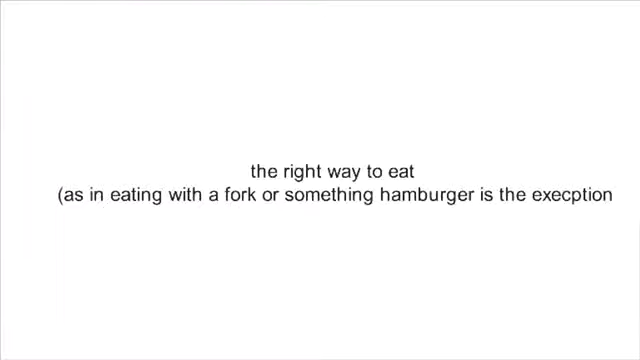 the right way to eat
(as in eating with a fork or something hamburger is the execption